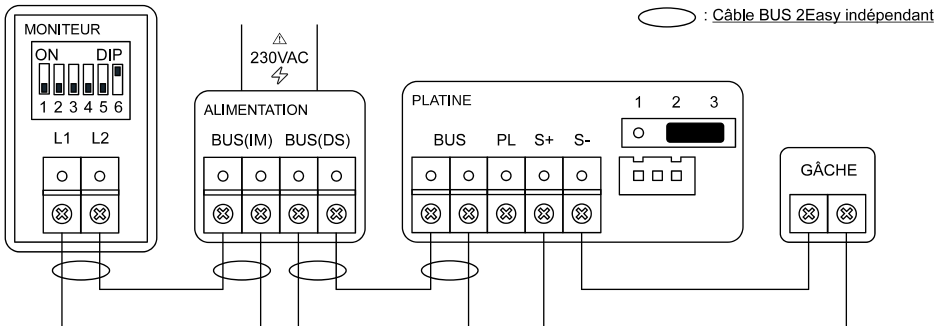 : Câble BUS 2Easy indépendant
MONITEUR
ON DIP
1 2 3 4 5 6
L1 L2
230VAC
ALIMENTATION
BUS(IM) BUS(DS)
PLATINE
1 2 3
BUS PL S+ S-
GÂCHE